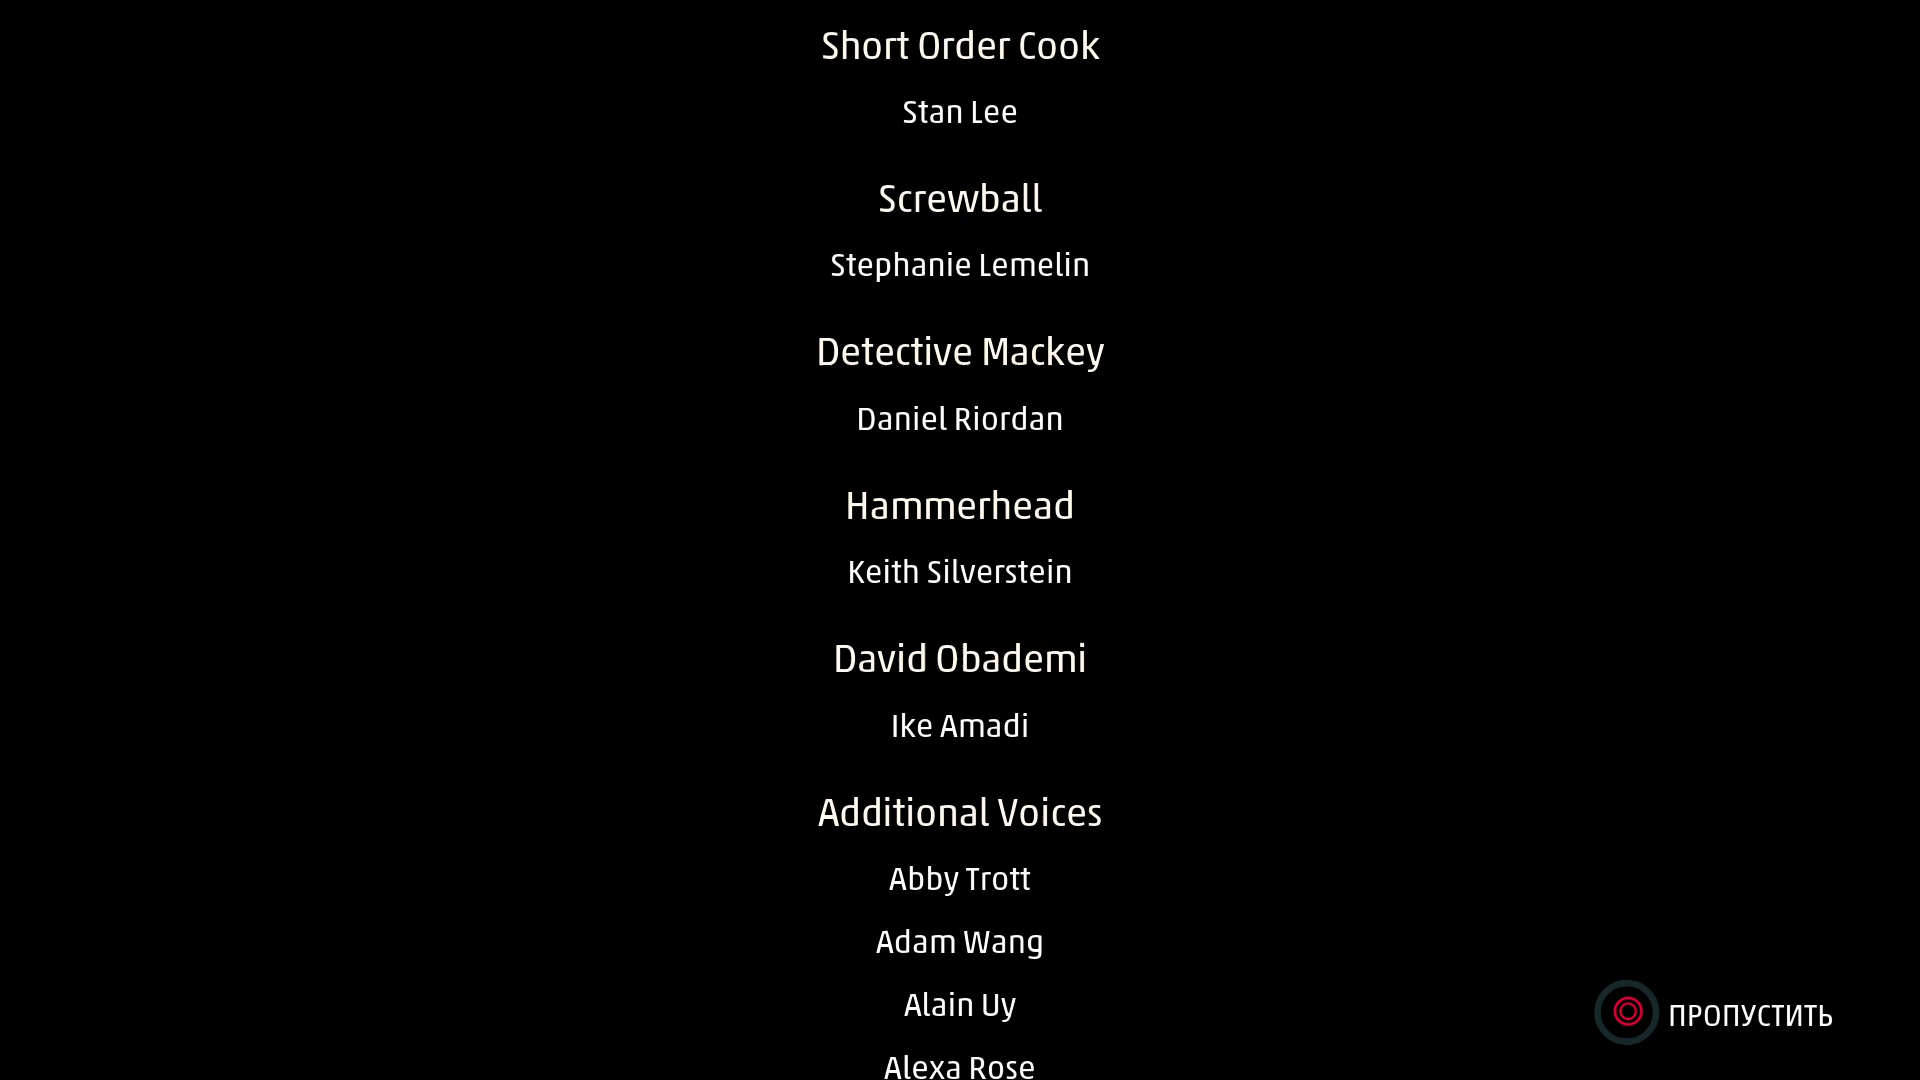 Short Order Cook
Stan Lee
Screwball
Stephanie Lemelin
Detective Mackey
Daniel Riordan
Hammerhead
Keith Silverstein
David Obademi
Ike Amadi
Additional Voices
Abby Trott
Adam Wang
Alain Uy
Alexa Rose
ПРОПУСТИТЬ